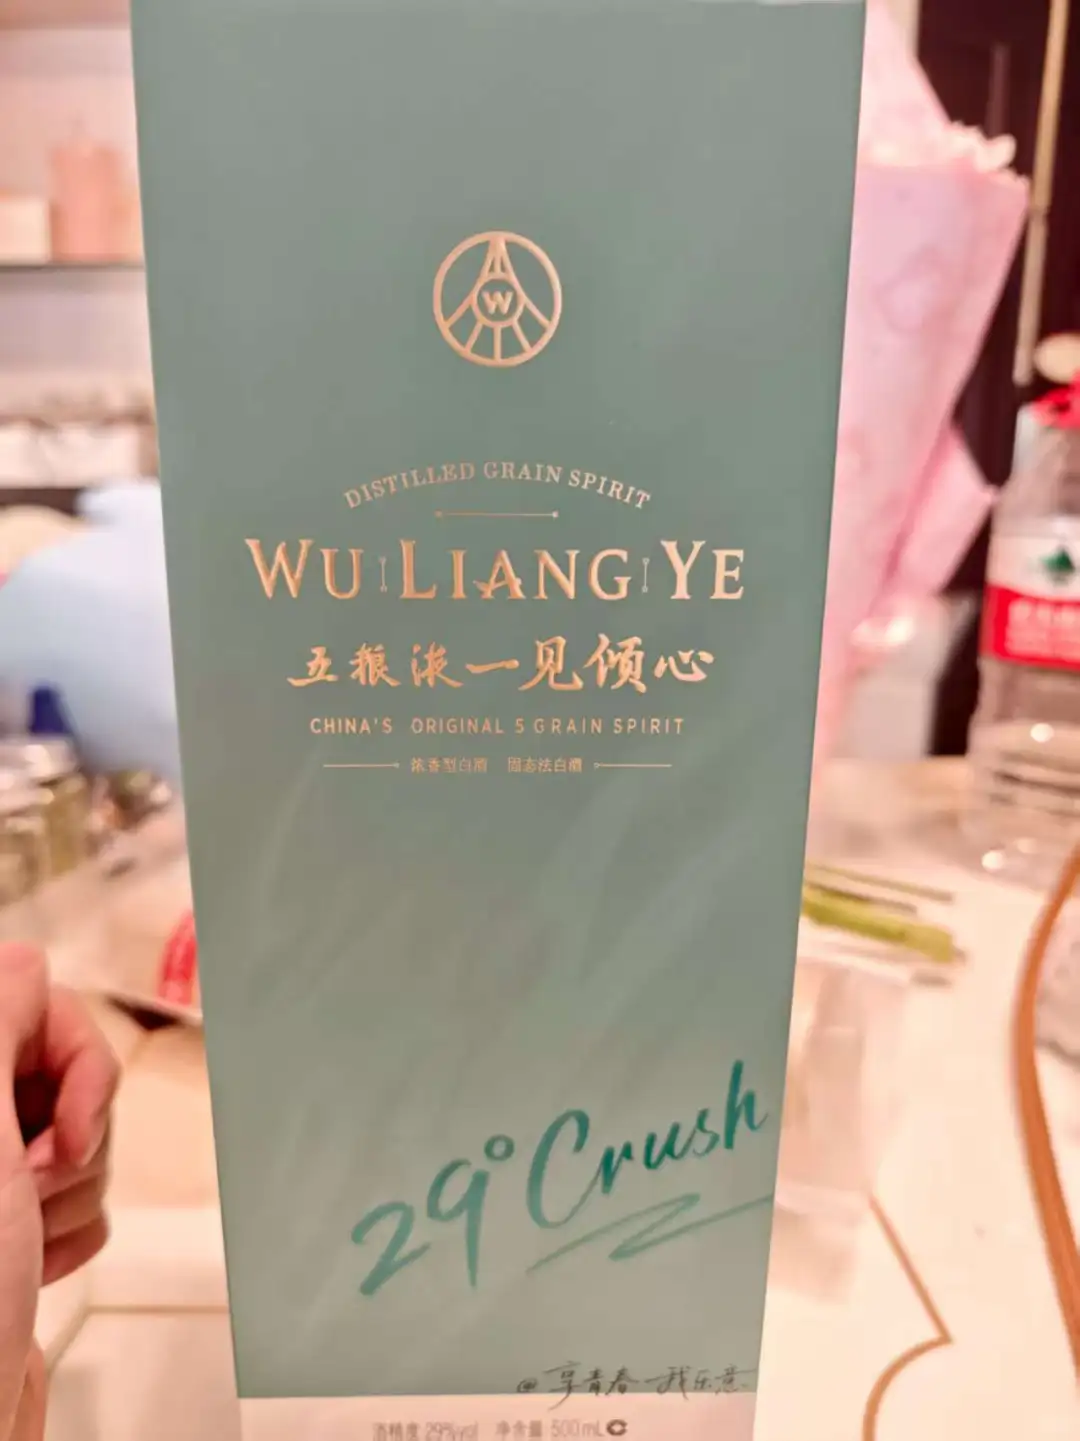 W
DISTILLED GRAIN SPIRIT
WU LIANG YE
五粮液一见倾心
CHINA'S ORIGINAL 5 GRAIN SPIRIT
浓香型白酒 固态法白酒
29° Crush
@享青春 我乐意
酒精度 29%vol 净含量 500mL C